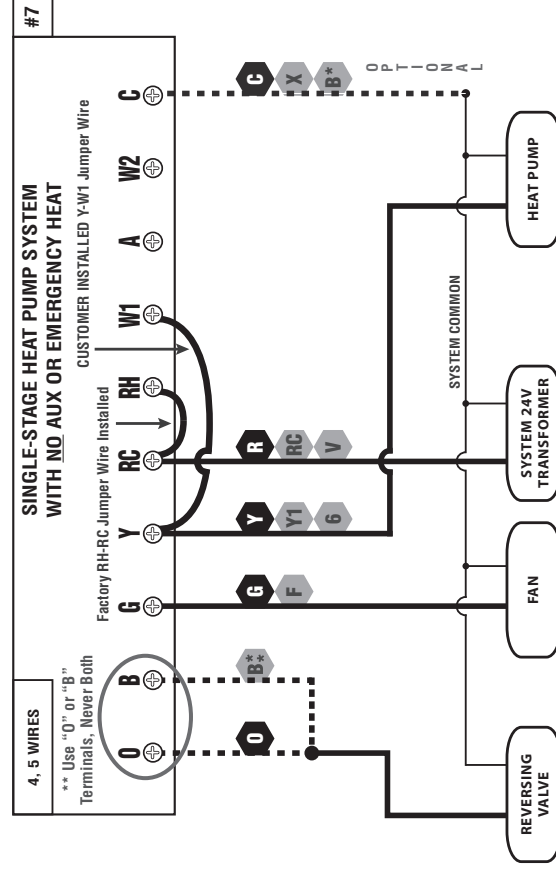 #7
4, 5 WIRES
SINGLE-STAGE HEAT PUMP SYSTEM
WITH NO AUX OR EMERGENCY HEAT
** Use "O" or "B"
Terminals, Never Both
Factory RH-RC Jumper Wire Installed
CUSTOMER INSTALLED Y-W1 Jumper Wire
O B G Y RC RH W1 A W2 C
O B* G Y R C
F Y1 RC X
6 V B*
OPTIONAL
SYSTEM COMMON
REVERSING
VALVE
FAN
SYSTEM 24V
TRANSFORMER
HEAT PUMP